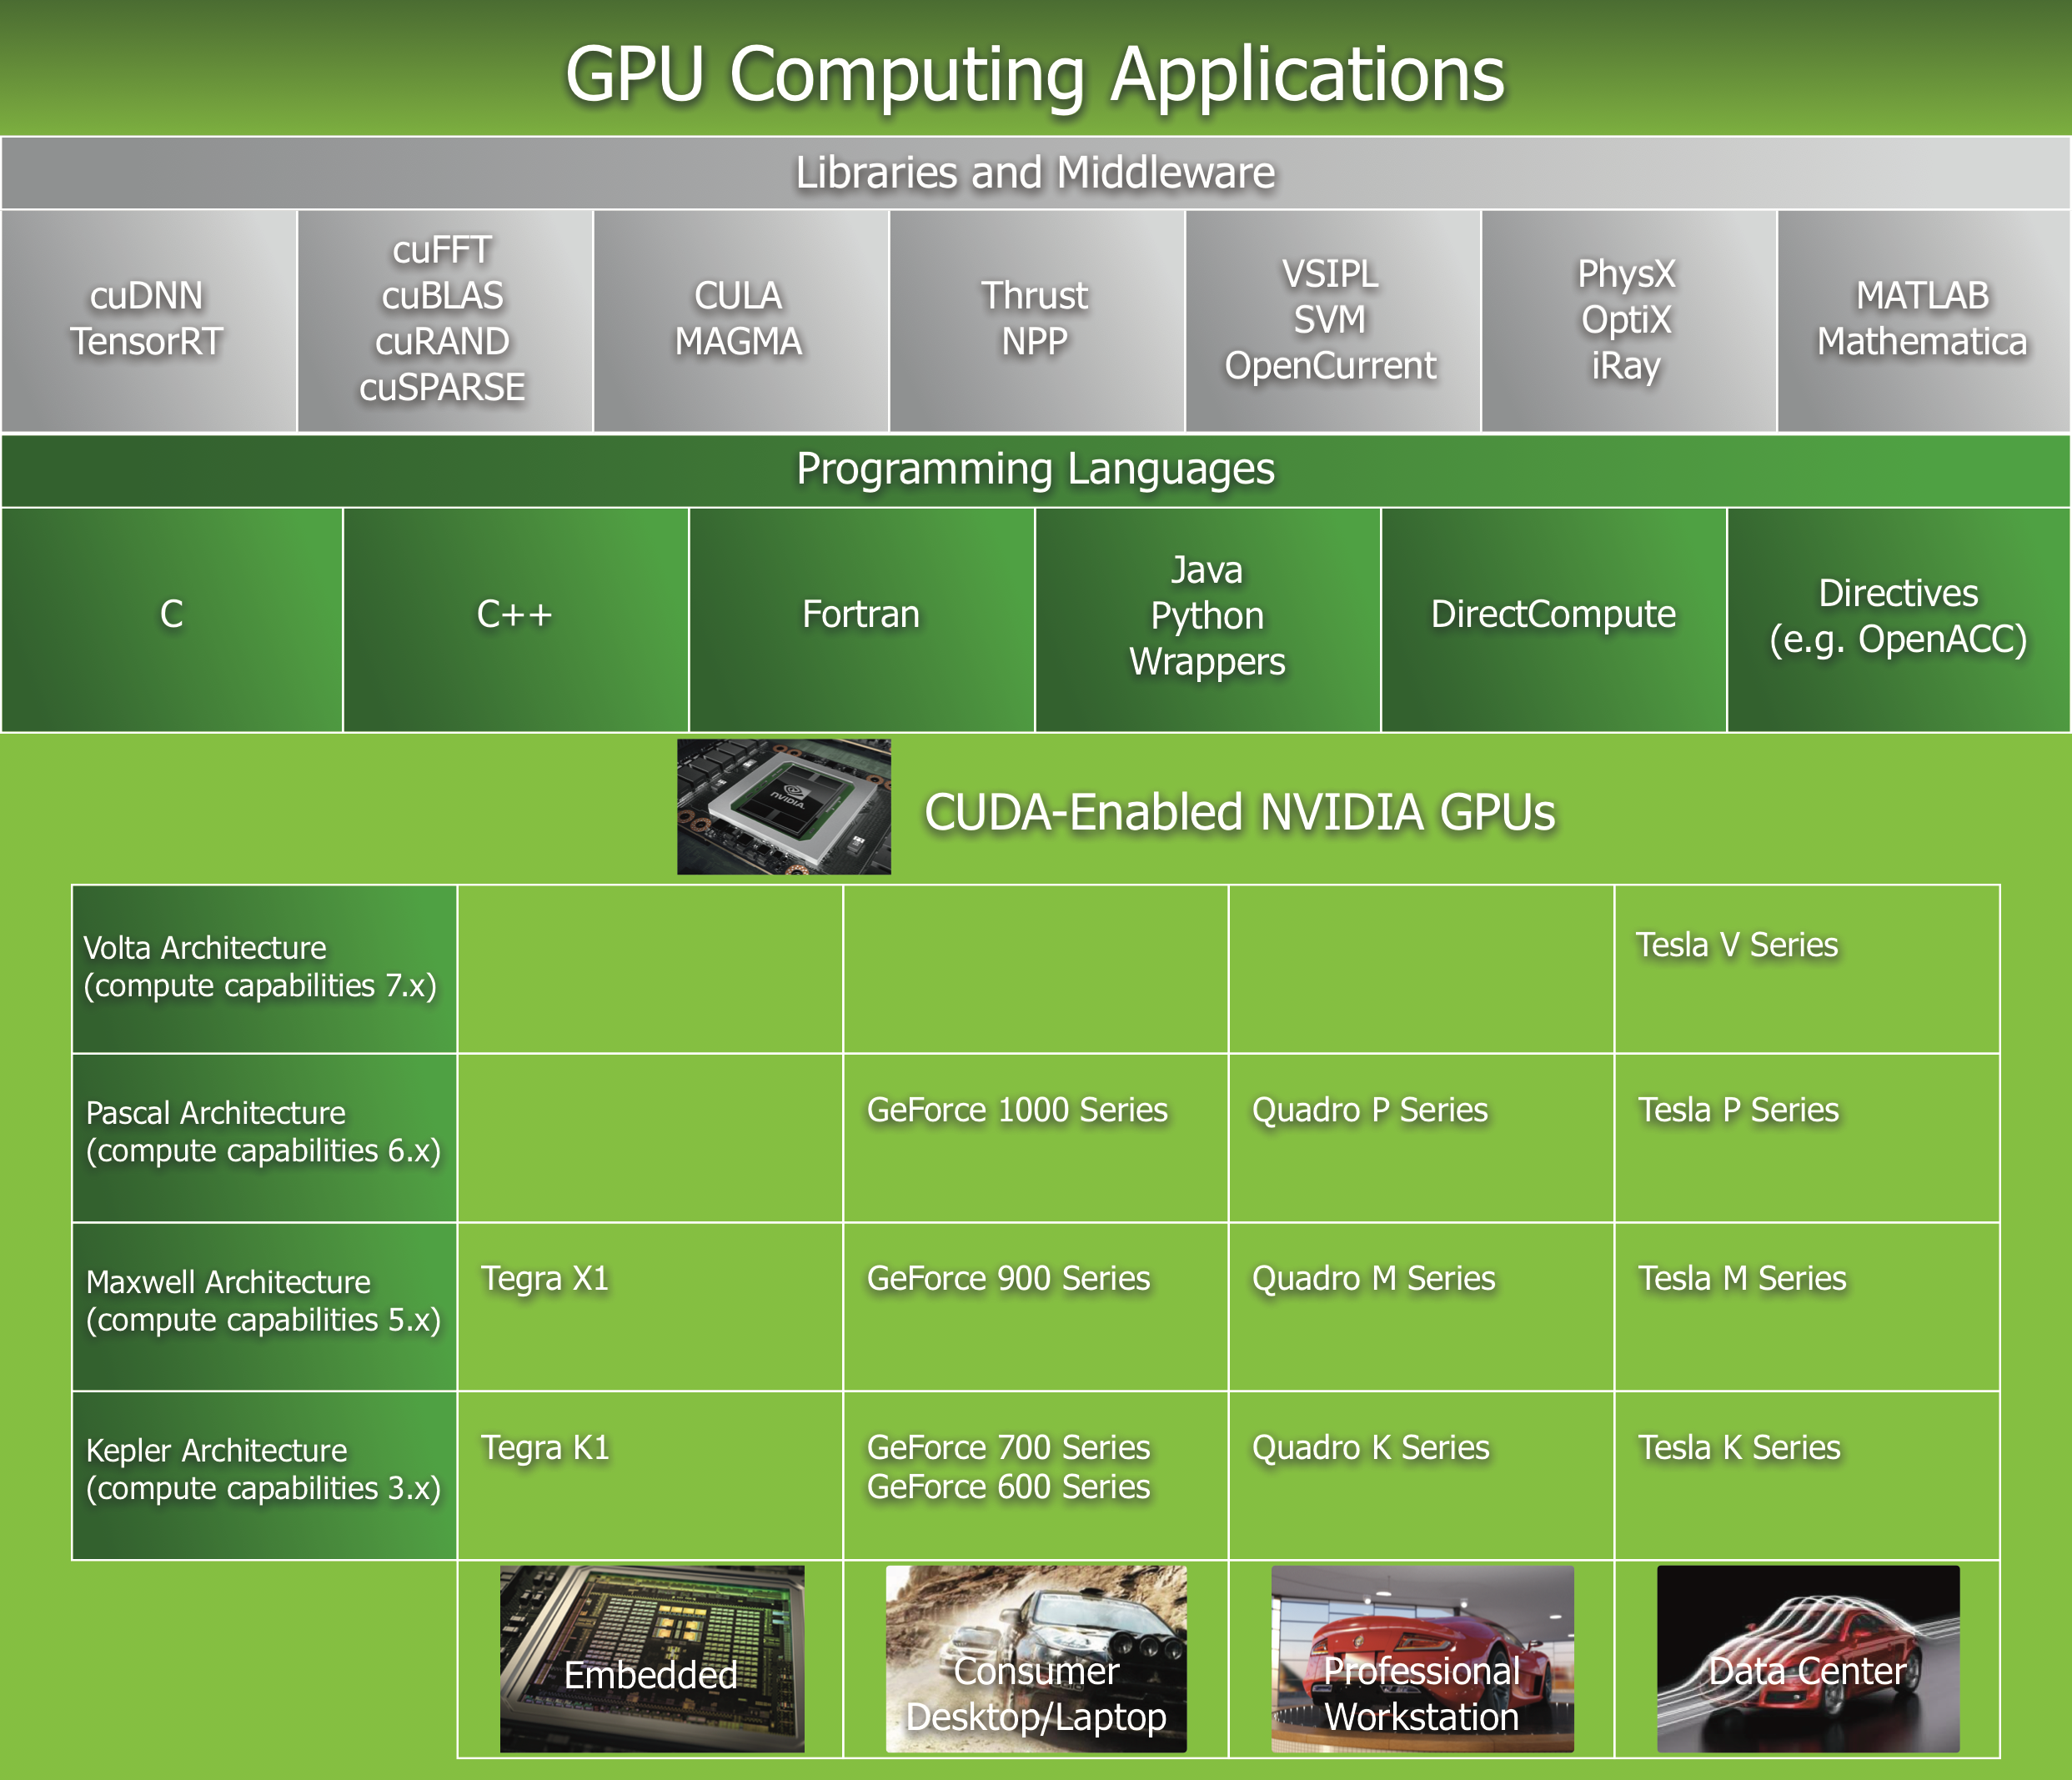 GPU Computing Applications
Libraries and Middleware
cuDNN
TensorRT
cuFFT
cuBLAS
cuRAND
cuSPARSE
CULA
MAGMA
Thrust
NPP
VSIPL
SVM
OpenCurrent
PhysX
OptiX
iRay
MATLAB
Mathematica
Programming Languages
C
C++
Fortran
Java
Python
Wrappers
DirectCompute
Directives
(e.g. OpenACC)
NVIDIA.
CUDA-Enabled NVIDIA GPUs
Volta Architecture
(compute capabilities 7.x)
Tesla V Series
Pascal Architecture
(compute capabilities 6.x)
GeForce 1000 Series
Quadro P Series
Tesla P Series
Maxwell Architecture
(compute capabilities 5.x)
Tegra X1
GeForce 900 Series
Quadro M Series
Tesla M Series
Kepler Architecture
(compute capabilities 3.x)
Tegra K1
GeForce 700 Series
GeForce 600 Series
Quadro K Series
Tesla K Series
Embedded
Consumer
Desktop/Laptop
Professional
Workstation
Data Center